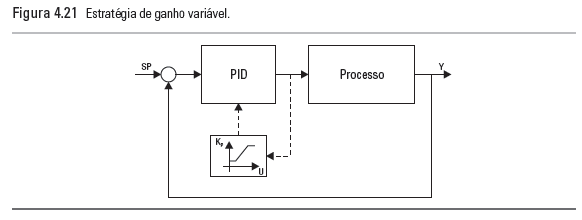 Figura 4.21 Estratégia de ganho variável.
SP
PID
Processo
Y
Kp
U